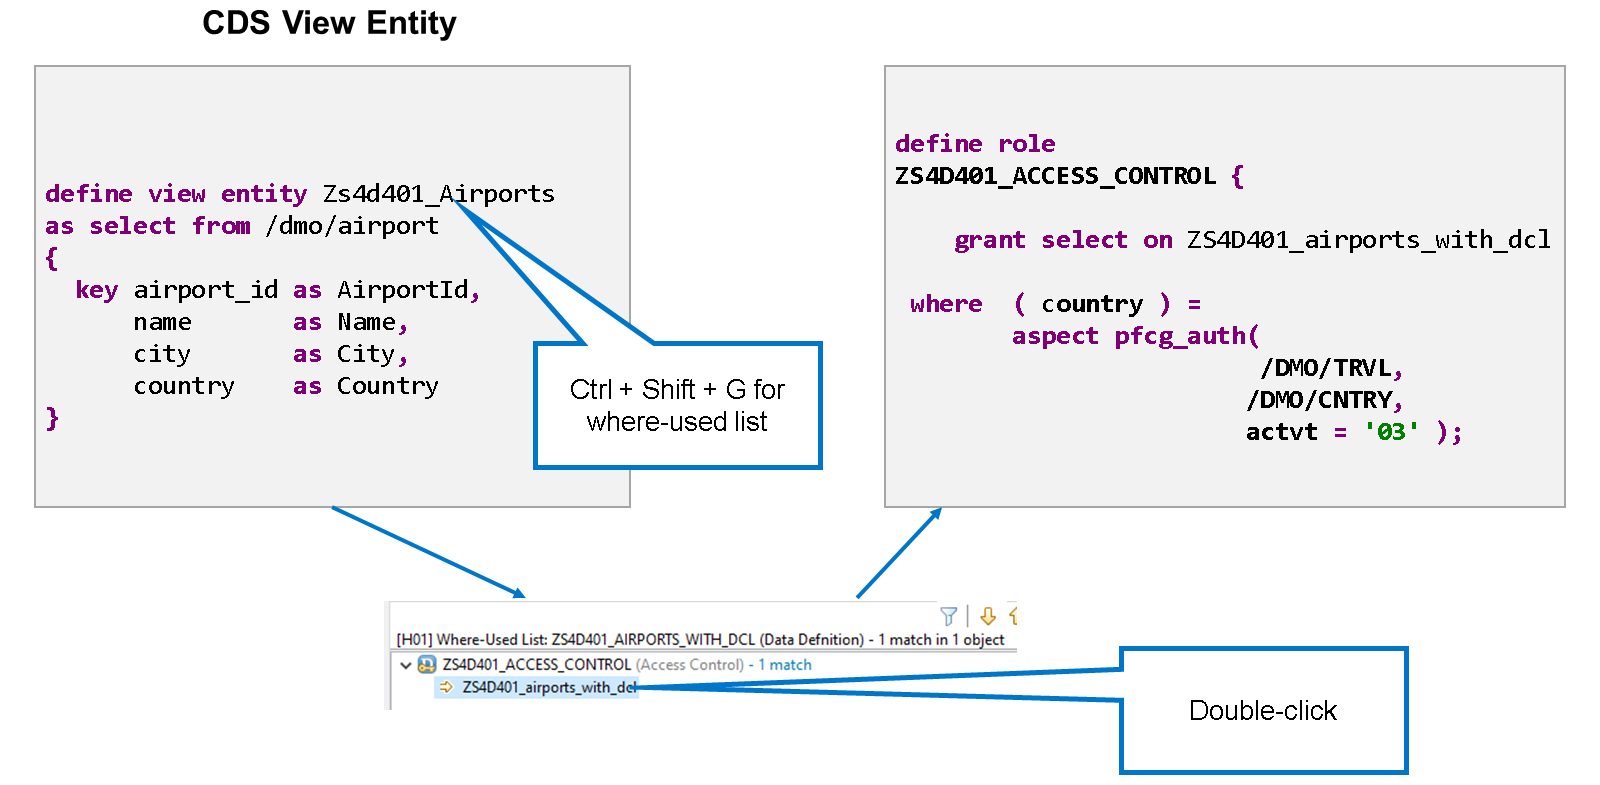 CDS View Entity
define view entity Zs4d401_Airports
as select from /dmo/airport
{
key airport_id as AirportId,
name as Name,
city as City,
country as Country
}
Ctrl + Shift + G for
where-used list
define role
ZS4D401_ACCESS_CONTROL {
grant select on ZS4D401_airports_with_dcl
where ( country ) =
aspect pfcg_auth(
/DMO/TRVL,
/DMO/CNTRY,
actvt = '03' );
[H01] Where-Used List: ZS4D401_AIRPORTS_WITH_DCL (Data Defnition) - 1 match in 1 object
ZS4D401_ACCESS_CONTROL (Access Control) - 1 match
ZS4D401_airports_with_dcl
Double-click